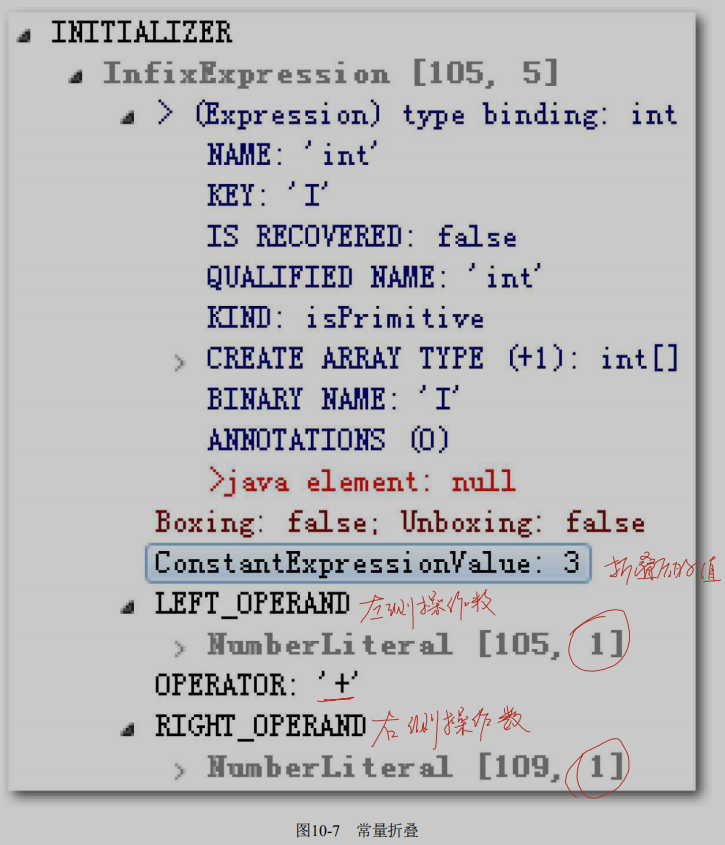 INITIALIZER
InfixExpression [105, 5]
> (Expression) type binding: int
NAME: 'int'
KEY: 'I'
IS RECOVERED: false
QUALIFIED NAME: 'int'
KIND: isPrimitive
> CREATE ARRAY TYPE (+1): int[]
BINARY NAME: 'I'
ANNOTATIONS (0)
>java element: null
Boxing: false; Unboxing: false
ConstantExpressionValue: 3 折叠后的值
LEFT_OPERAND 左侧操作数
> NumberLiteral [105, 1]
OPERATOR: '+'
RIGHT_OPERAND 右侧操作数
> NumberLiteral [109, 1]
图10-7 常量折叠